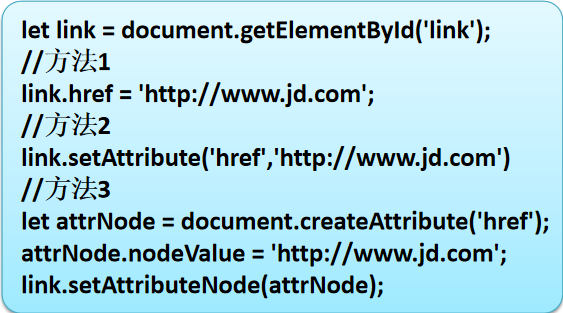 let link = document.getElementById('link');
//方法1
link.href = 'http://www.jd.com';
//方法2
link.setAttribute('href','http://www.jd.com')
//方法3
let attrNode = document.createAttribute('href');
attrNode.nodeValue = 'http://www.jd.com';
link.setAttributeNode(attrNode);